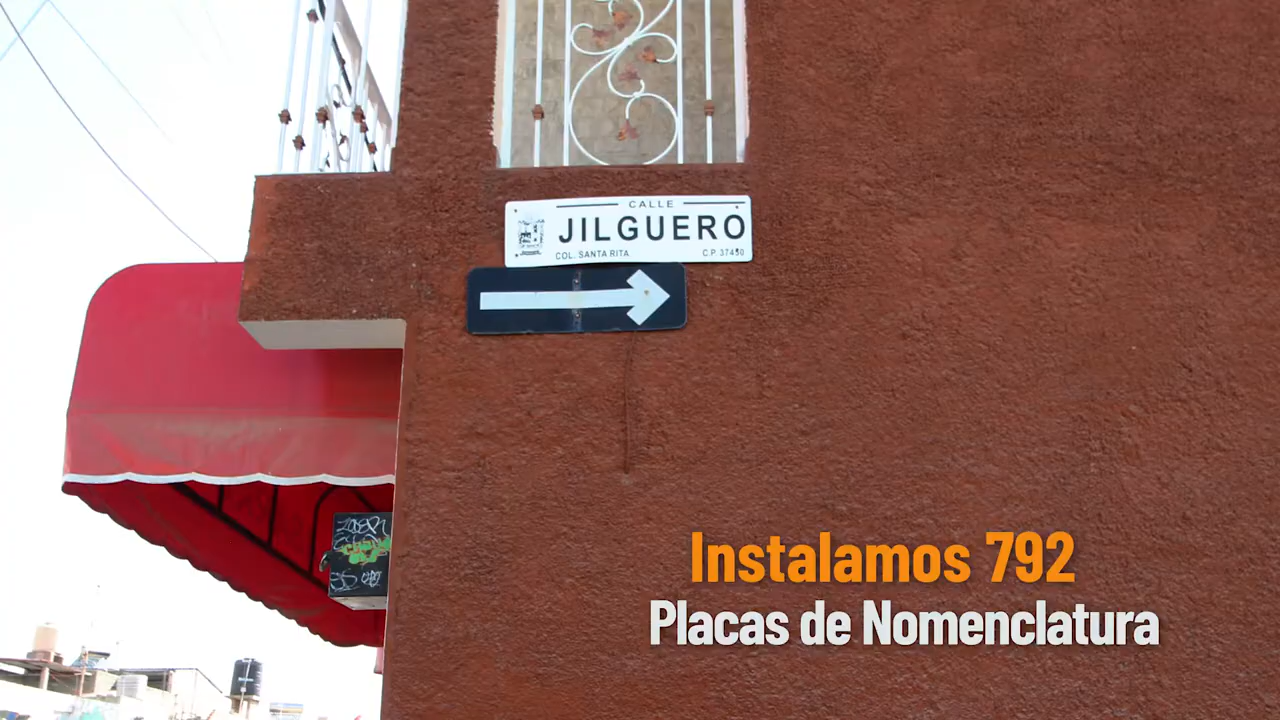 CALLE
JILGUERO
COL. SANTA RITA
C.P. 37450
Instalamos 792
Placas de Nomenclatura